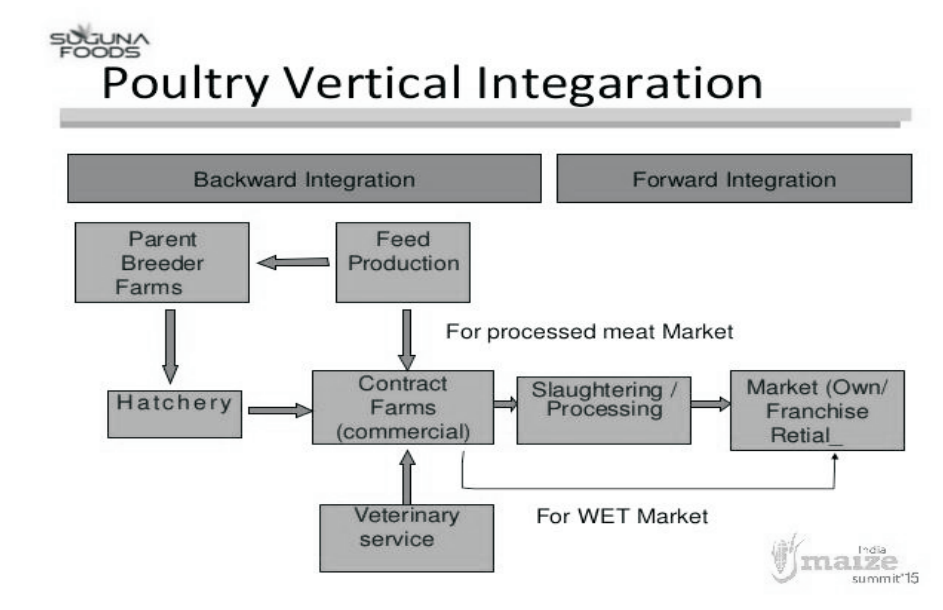 SUGUNA
FOODS
Poultry Vertical Integaration
Backward Integration
Forward Integration
Parent
Breeder
Farms
Feed
Production
For processed meat Market
Hatchery
Contract
Farms
(commercial)
Slaughtering /
Processing
Market (Own/
Franchise
Retial_
Veterinary
service
For WET Market
India
maize
summit'15